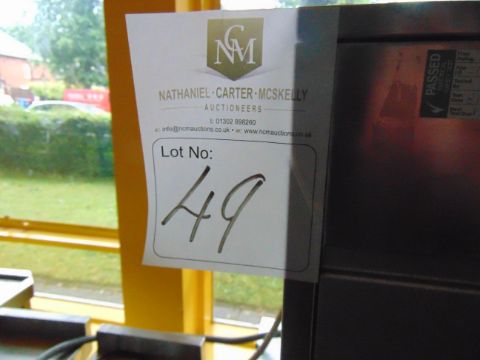 NCM
NATHANIEL · CARTER · MCSKELLY
AUCTIONEERS
t: 01302 898260
e: info@ncmauctions.co.uk • w: www.ncmauctions.co.uk
Lot No:
49
PASSED